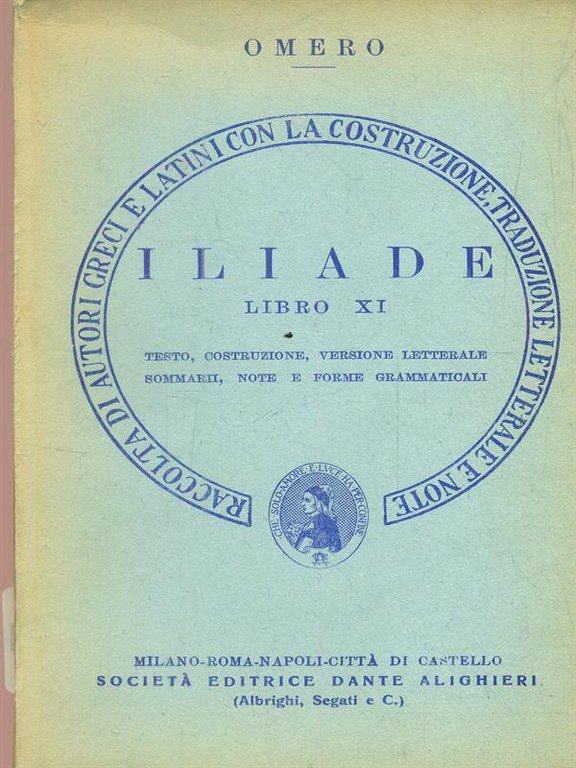 OMERO
RACCOLTA DI AUTORI GRECI E LATINI CON LA COSTRUZIONE, TRADUZIONE LETTERALE E NOTE
ILIADE
LIBRO XI
TESTO, COSTRUZIONE, VERSIONE LETTERALE
SOMMARII, NOTE E FORME GRAMMATICALI
CHE SOLO AMORE E LVCE HA PER CONFINE
MILANO-ROMA-NAPOLI-CITTÀ DI CASTELLO
SOCIETÀ EDITRICE DANTE ALIGHIERI
(Albrighi, Segati e C.)